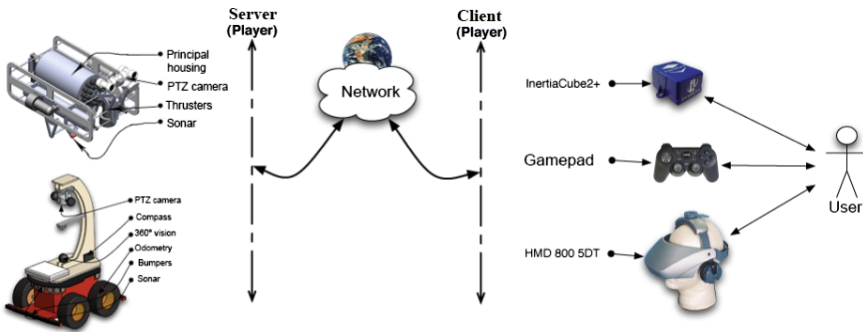 Server
(Player)
Client
(Player)
Principal
housing
PTZ camera
Thrusters
Sonar
Network
InertiaCube2+
Gamepad
User
HMD 800 5DT
PTZ camera
Compass
360° vision
Odometry
Bumpers
Sonar